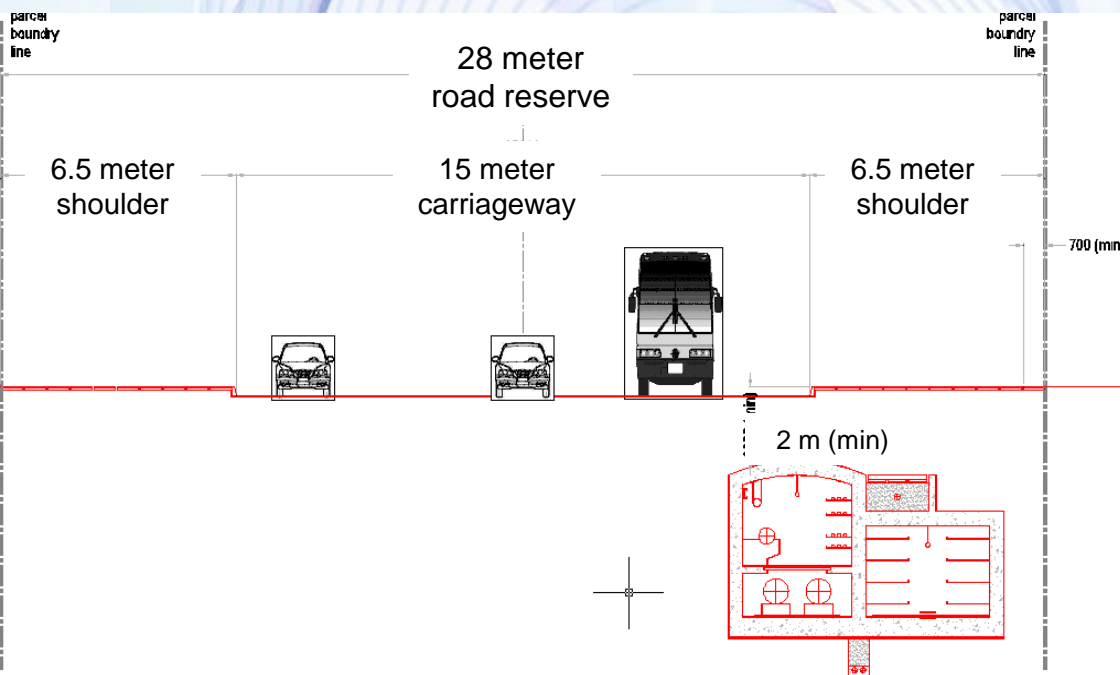 parcel
boundry
line
parcel
boundry
line
28 meter
road reserve
6.5 meter
shoulder
15 meter
carriageway
6.5 meter
shoulder
700 (min
2 m (min)